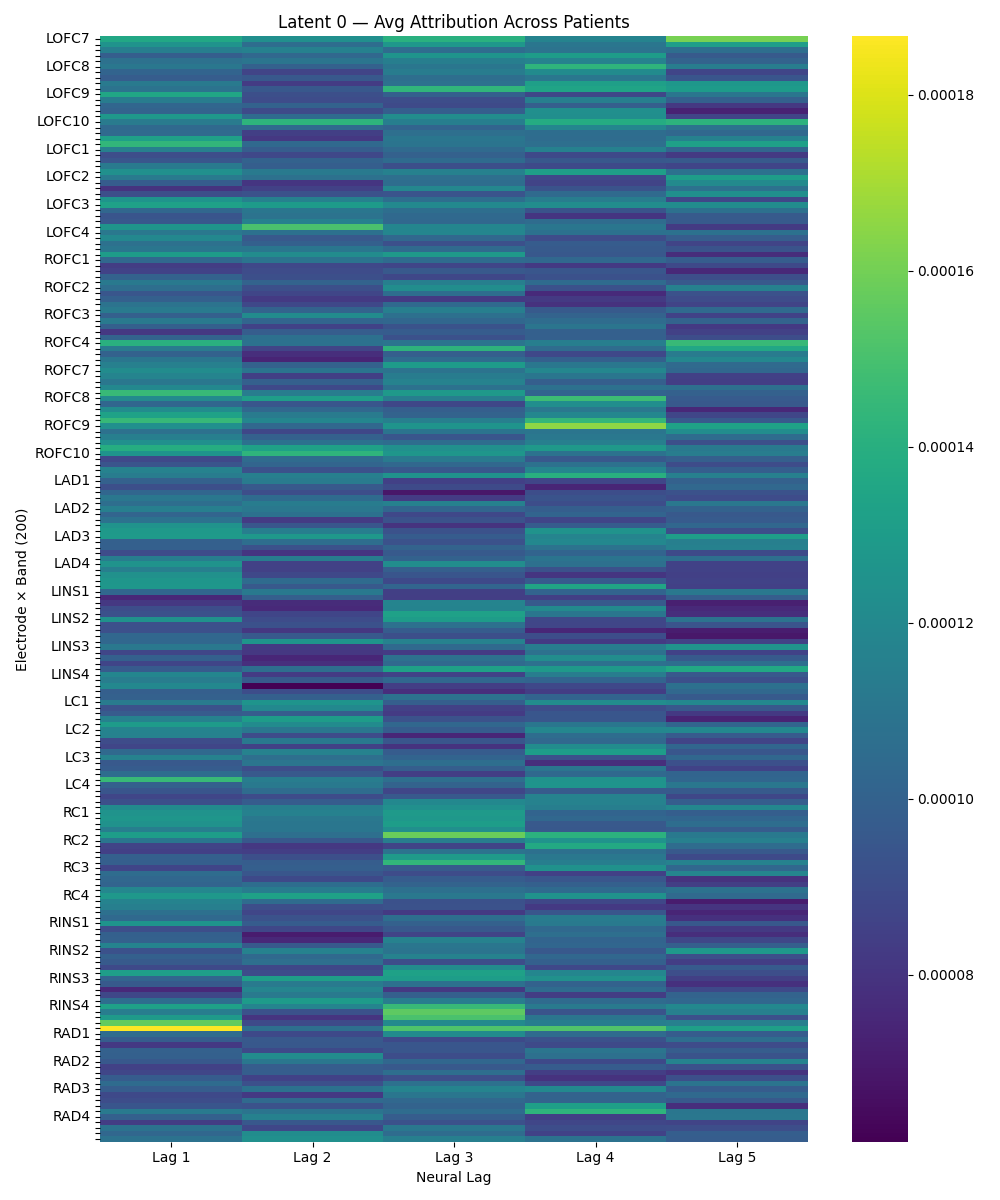 Latent 0 — Avg Attribution Across Patients
Electrode × Band (200)
LOFC7
LOFC8
LOFC9
LOFC10
LOFC1
LOFC2
LOFC3
LOFC4
ROFC1
ROFC2
ROFC3
ROFC4
ROFC7
ROFC8
ROFC9
ROFC10
LAD1
LAD2
LAD3
LAD4
LINS1
LINS2
LINS3
LINS4
LC1
LC2
LC3
LC4
RC1
RC2
RC3
RC4
RINS1
RINS2
RINS3
RINS4
RAD1
RAD2
RAD3
RAD4
Lag 1 Lag 2 Lag 3 Lag 4 Lag 5
Neural Lag
0.00018
0.00016
0.00014
0.00012
0.00010
0.00008